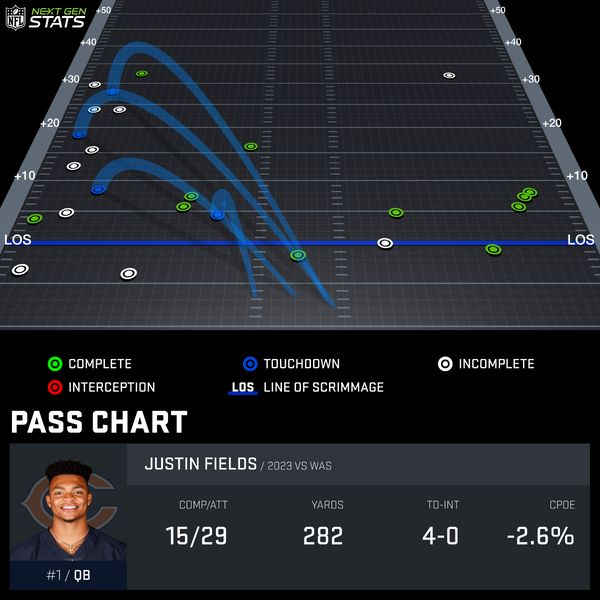 NFL NEXT GEN STATS
+50 +50
+40 +40
+30 +30
+20 +20
+10 +10
LOS LOS
COMPLETE TOUCHDOWN INCOMPLETE
INTERCEPTION LOS LINE OF SCRIMMAGE
PASS CHART
JUSTIN FIELDS / 2023 VS WAS
COMP/ATT YARDS TD-INT CPOE
15/29 282 4-0 -2.6%
#1 / QB